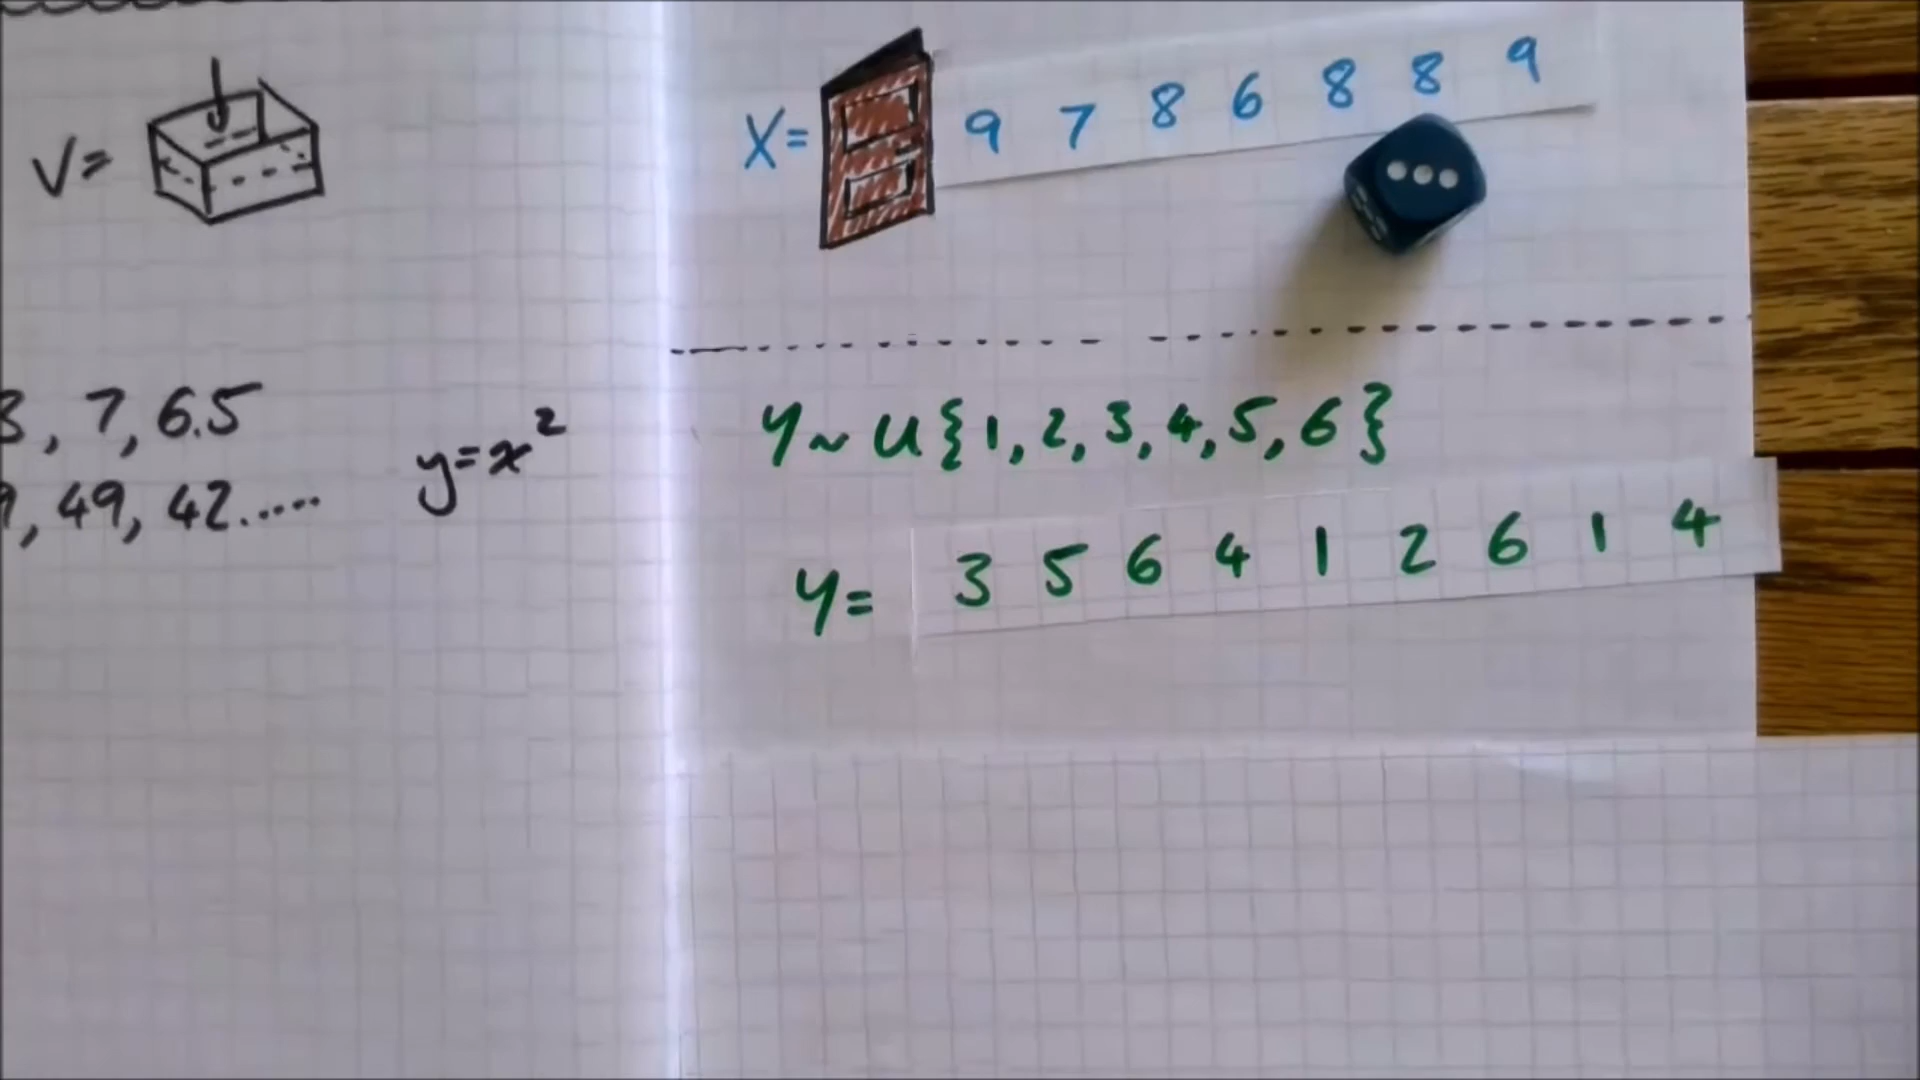 V=
, 7, 6.5
, 49, 42.....
y=x²
X= 9 7 8 6 8 8 9
Y~U{1,2,3,4,5,6}
Y= 3 5 6 4 1 2 6 1 4